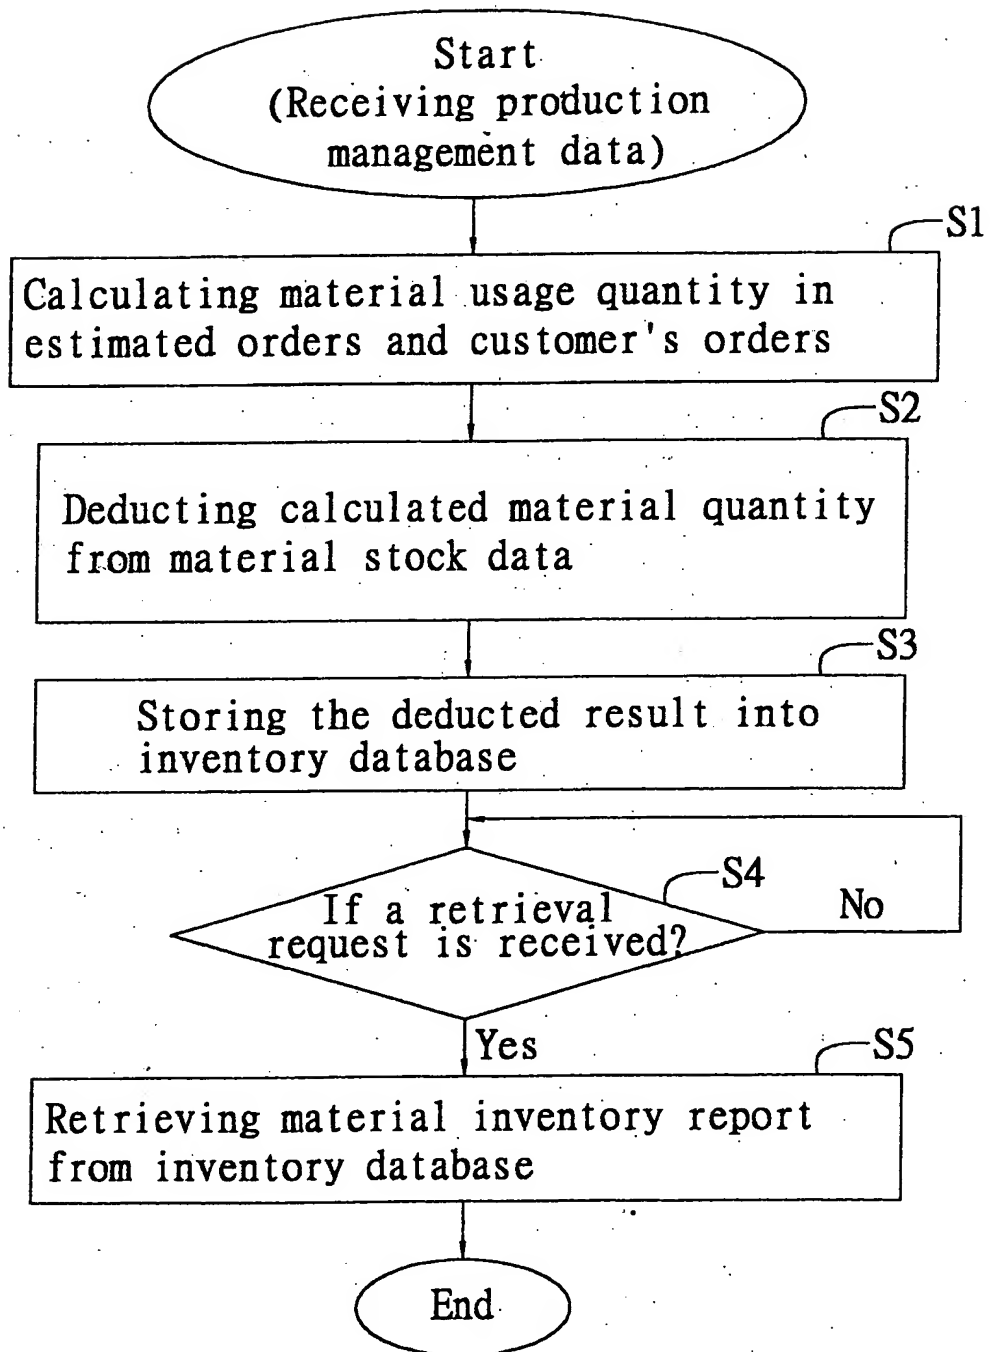 Start
(Receiving production
management data)
S1
Calculating material usage quantity in
estimated orders and customer's orders
S2
Deducting calculated material quantity
from material stock data
S3
Storing the deducted result into
inventory database
S4
If a retrieval
request is received?
No
Yes
S5
Retrieving material inventory report
from inventory database
End